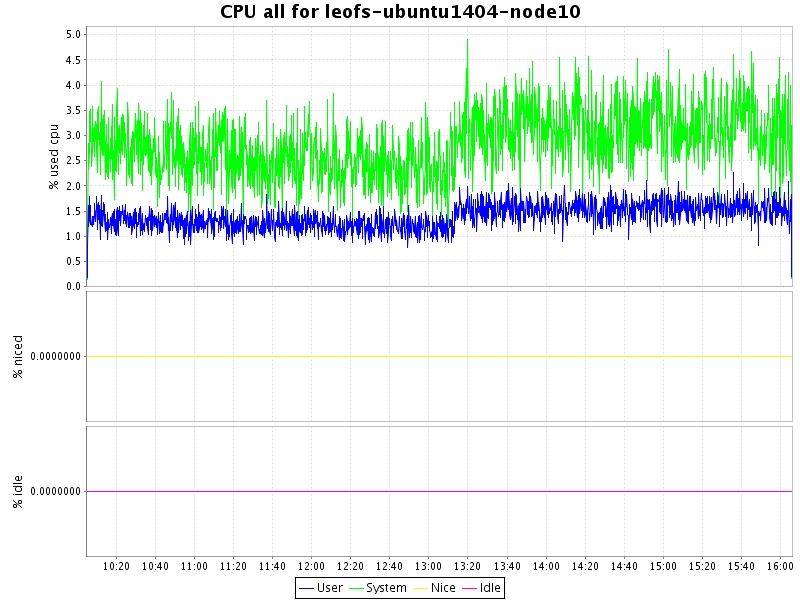 CPU all for leofs-ubuntu1404-node10
% used cpu
5.0
4.5
4.0
3.5
3.0
2.5
2.0
1.5
1.0
0.5
0.0
% niced
0.0000000
% idle
0.0000000
10:20 10:40 11:00 11:20 11:40 12:00 12:20 12:40 13:00 13:20 13:40 14:00 14:20 14:40 15:00 15:20 15:40 16:00
User System Nice Idle